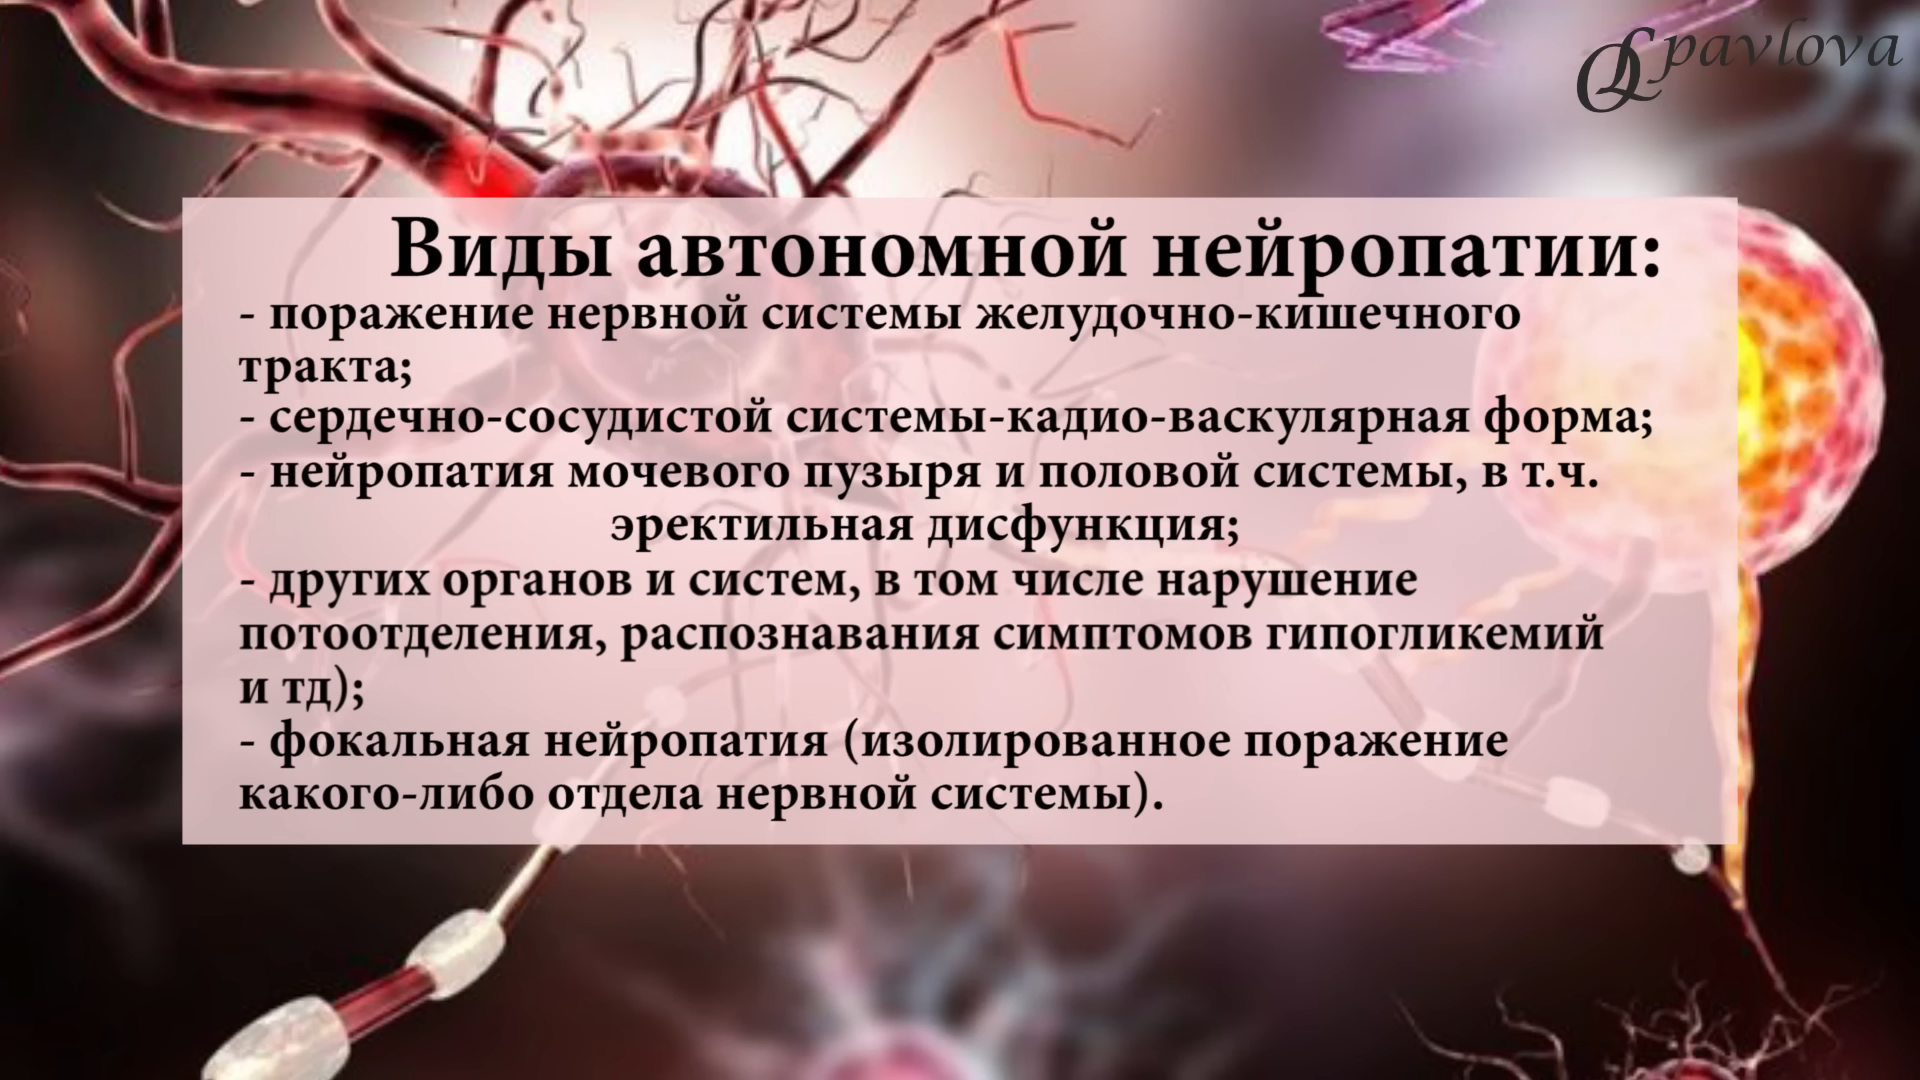 pavlova
Виды автономной нейропатии:
- поражение нервной системы желудочно-кишечного
тракта;
- сердечно-сосудистой системы-кадио-васкулярная форма;
- нейропатия мочевого пузыря и половой системы, в т.ч.
эректильная дисфункция;
- других органов и систем, в том числе нарушение
потоотделения, распознавания симптомов гипогликемий
и тд);
- фокальная нейропатия (изолированное поражение
какого-либо отдела нервной системы).